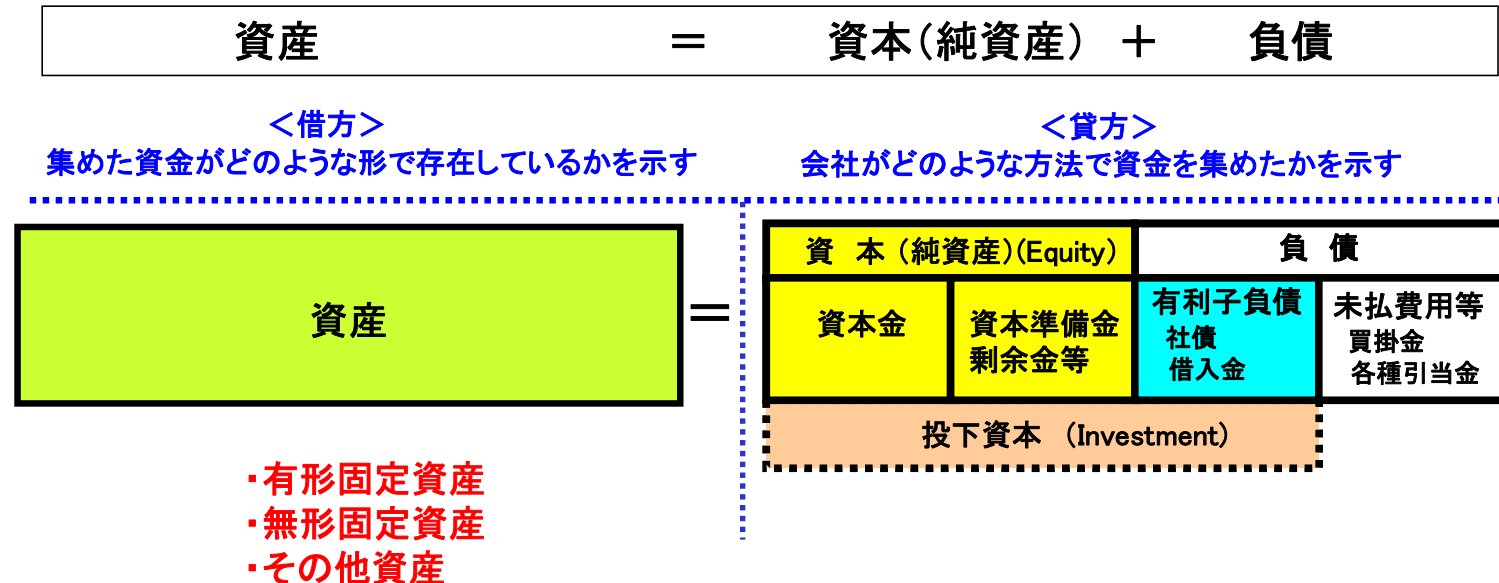 資産 = 資本(純資産) + 負債
<借方>
集めた資金がどのような形で存在しているかを示す
<貸方>
会社がどのような方法で資金を集めたかを示す
資産
=
資 本 (純資産)(Equity)
負 債
資本金
資本準備金
剰余金等
有利子負債
社債
借入金
未払費用等
買掛金
各種引当金
投下資本 (Investment)
・有形固定資産
・無形固定資産
・その他資産